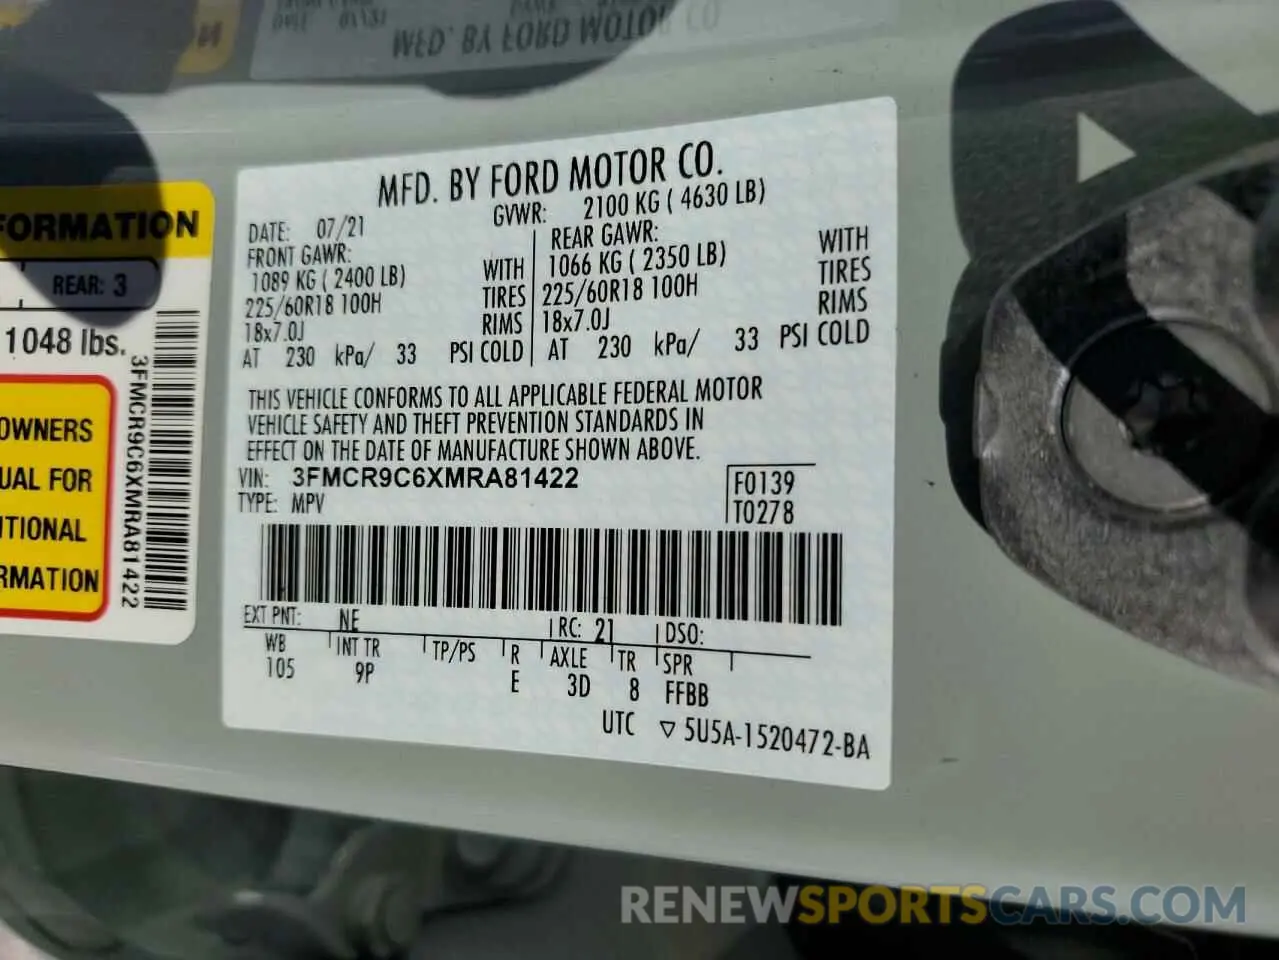 MFD. BY FORD MOTOR CO
FORMATION
REAR: 3
1048 lbs.
OWNERS
UAL FOR
ITIONAL
RMATION
3FMCR9C6XMRA81422
MFD. BY FORD MOTOR CO.
DATE: 07/21 GVWR: 2100 KG ( 4630 LB)
FRONT GAWR: REAR GAWR:
1089 KG ( 2400 LB) WITH 1066 KG ( 2350 LB) WITH
225/60R18 100H TIRES 225/60R18 100H TIRES
18x7.0J RIMS 18x7.0J RIMS
AT 230 kPa/ 33 PSI COLD AT 230 kPa/ 33 PSI COLD
THIS VEHICLE CONFORMS TO ALL APPLICABLE FEDERAL MOTOR
VEHICLE SAFETY AND THEFT PREVENTION STANDARDS IN
EFFECT ON THE DATE OF MANUFACTURE SHOWN ABOVE.
VIN: 3FMCR9C6XMRA81422 F0139
TYPE: MPV T0278
EXT PNT: NE RC: 21 DSO:
WB INT TR TP/PS R AXLE TR SPR
105 9P E 3D 8 FFBB
UTC ▽ 5U5A-1520472-BA
RENEWSPORTSCARS.COM